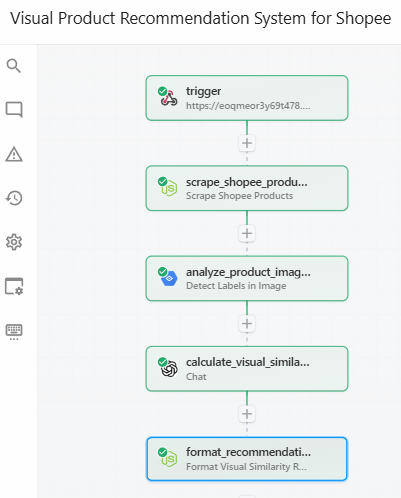 Visual Product Recommendation System for Shopee
trigger
https://eoqmeor3y69t478....
scrape_shopee_produ...
Scrape Shopee Products
analyze_product_imag...
Detect Labels in Image
calculate_visual_simila...
Chat
format_recommendati...
Format Visual Similarity R...